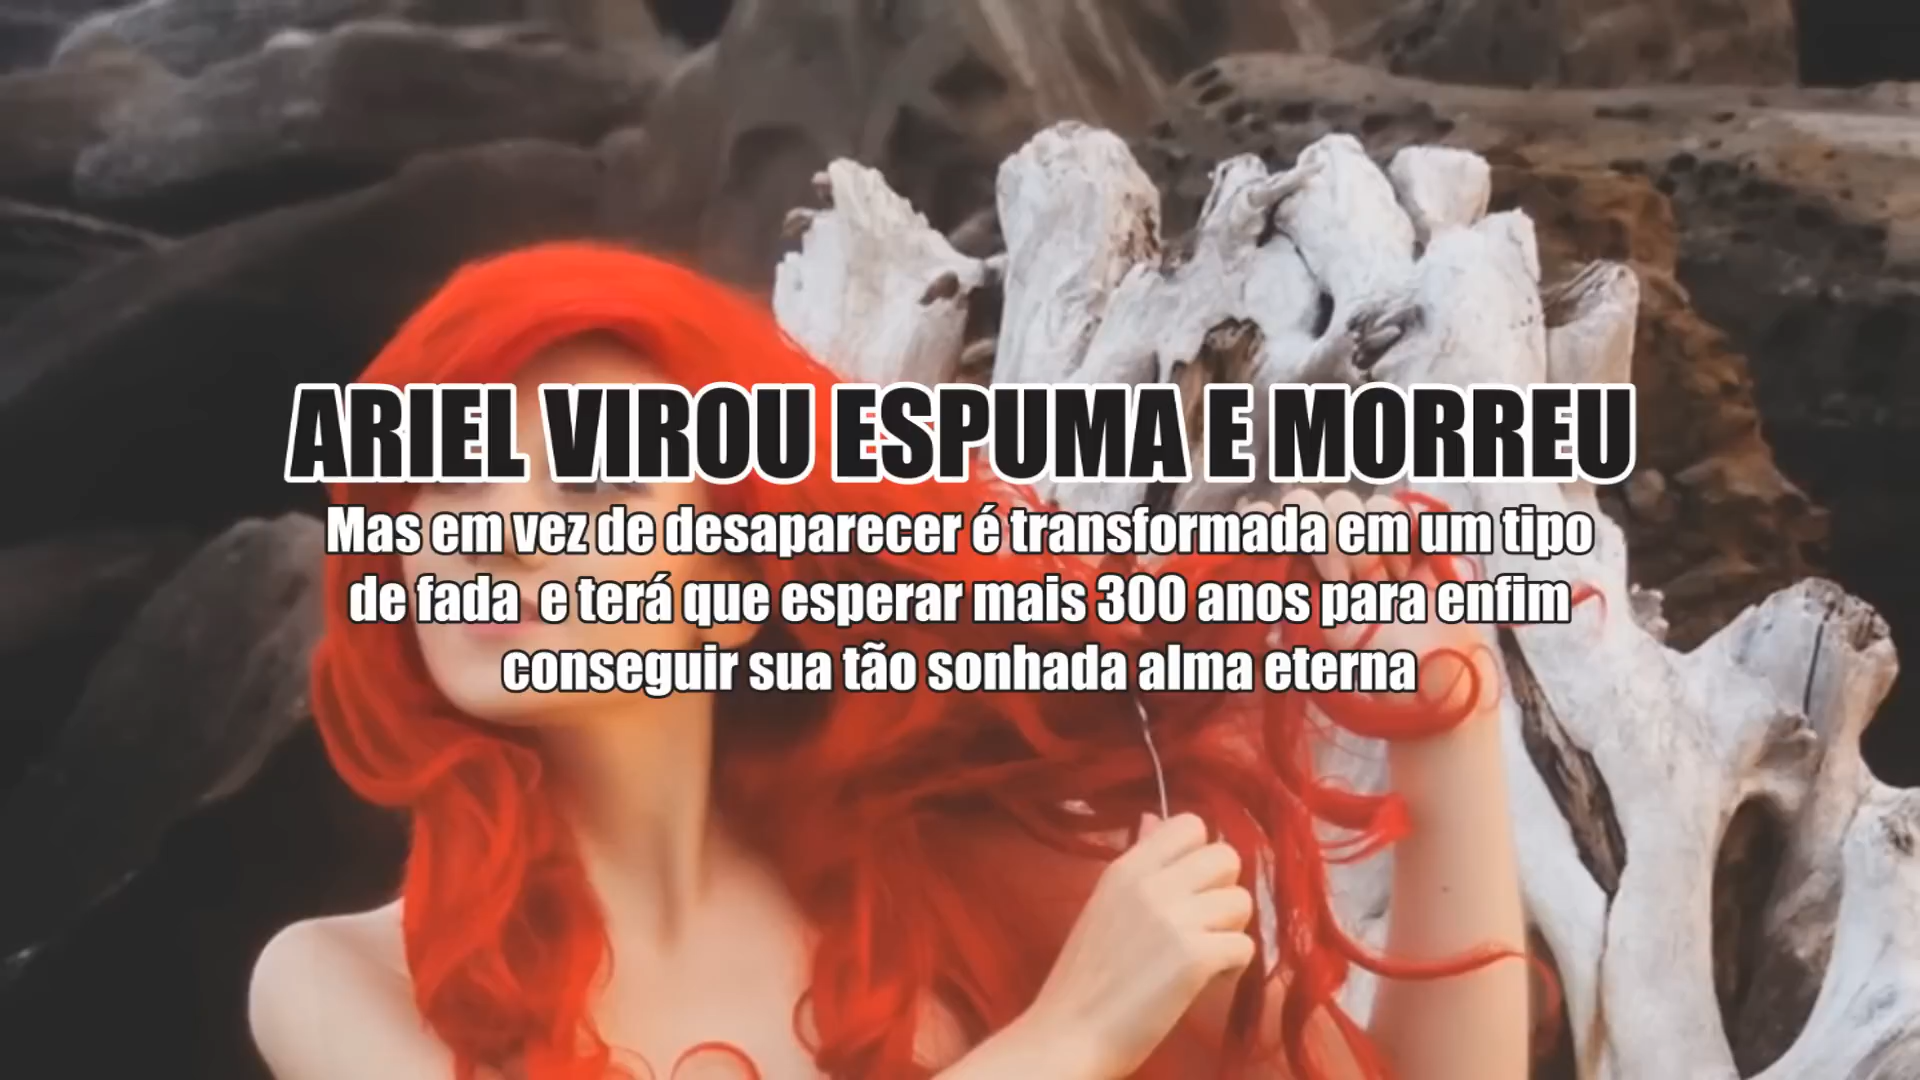 ARIEL VIROU ESPUMA E MORREU
Mas em vez de desaparecer é transformada em um tipo
de fada e terá que esperar mais 300 anos para enfim
conseguir sua tão sonhada alma eterna